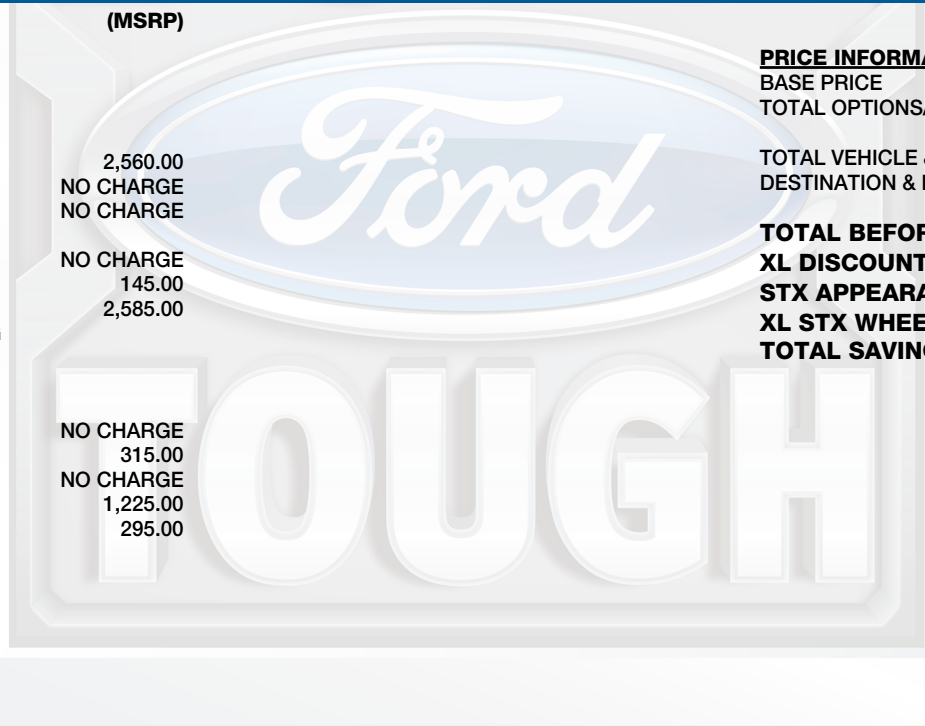 (MSRP)
2,560.00
NO CHARGE
NO CHARGE
NO CHARGE
145.00
2,585.00
NO CHARGE
315.00
NO CHARGE
1,225.00
295.00
PRICE INFORMA
BASE PRICE
TOTAL OPTIONS/
TOTAL VEHICLE &
DESTINATION &
TOTAL BEFOR
XL DISCOUNT
STX APPEARA
XL STX WHEE
TOTAL SAVING
Ford
TOUGH